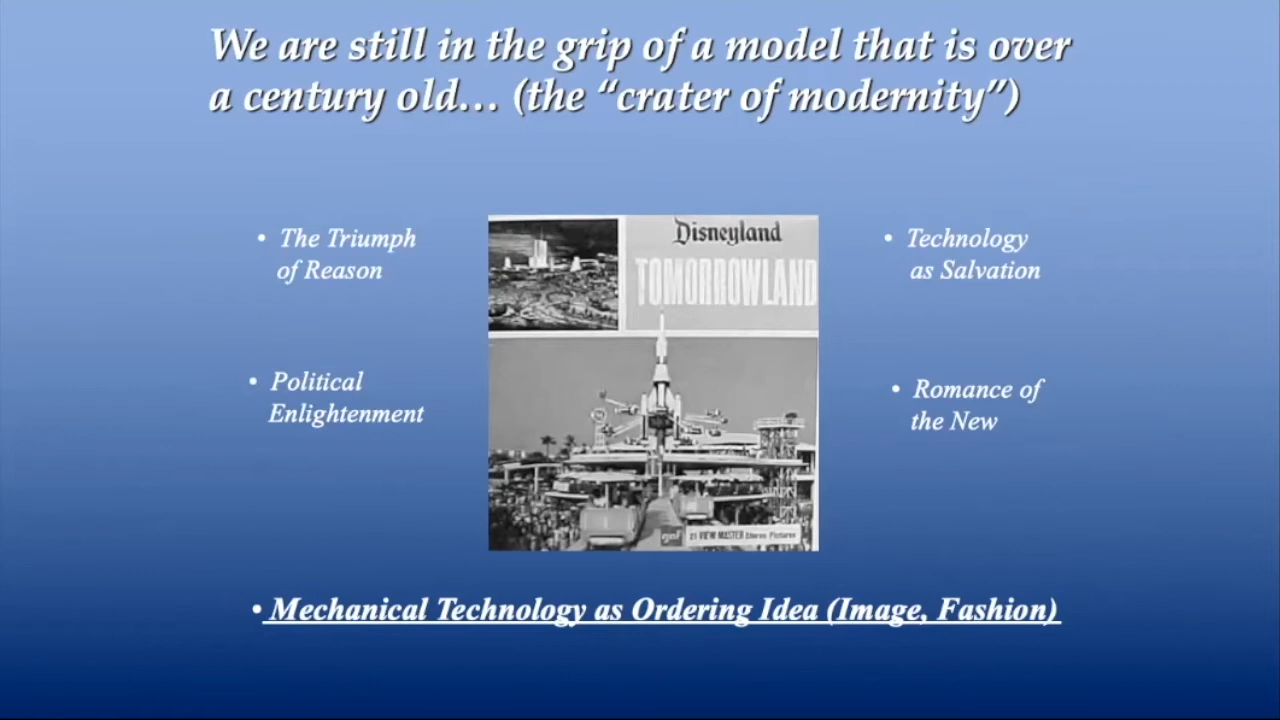 We are still in the grip of a model that is over
a century old… (the “crater of modernity”)
• The Triumph
of Reason
• Political
Enlightenment
Disneyland
TOMORROWLAND
gaf
21 VIEW-MASTER Stereo Pictures
• Technology
as Salvation
• Romance of
the New
• Mechanical Technology as Ordering Idea (Image, Fashion)